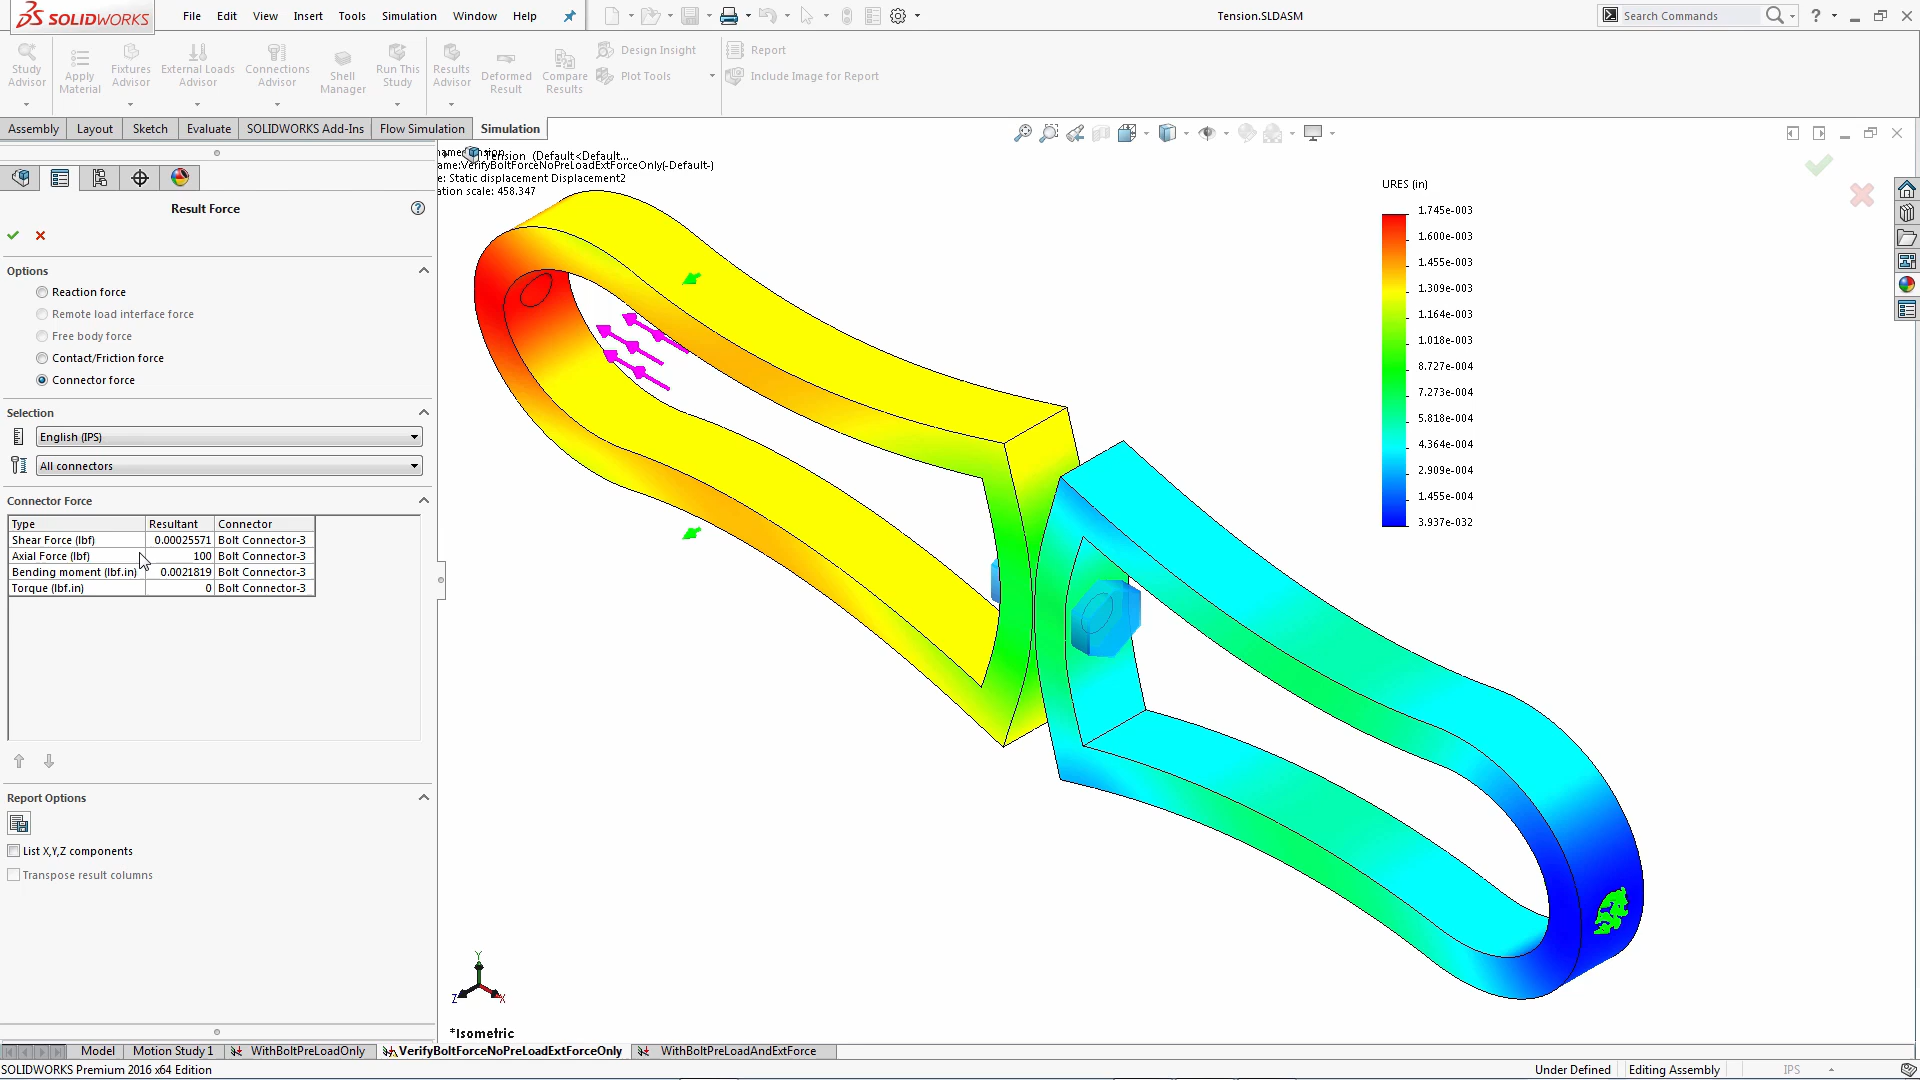 SOLIDWORKS
File Edit View Insert Tools Simulation Window Help
Tension.SLDASM
Search Commands
Study Advisor
Apply Material
Fixtures Advisor
External Loads Advisor
Connections Advisor
Shell Manager
Run This Study
Results Advisor
Deformed Result
Compare Results
Design Insight
Plot Tools
Report
Include Image for Report
Assembly Layout Sketch Evaluate SOLIDWORKS Add-Ins Flow Simulation Simulation
Tension (Default<Default...
ame:VerifyBoltForceNoPreLoadExtForceOnly(-Default-)
e: Static displacement Displacement2
ation scale: 458.347
Result Force
Options
Reaction force
Remote load interface force
Free body force
Contact/Friction force
Connector force
Selection
English (IPS)
All connectors
Connector Force
Type Resultant Connector
Shear Force (lbf) 0.00025571 Bolt Connector-3
Axial Force (lbf) 100 Bolt Connector-3
Bending moment (lbf.in) 0.0021819 Bolt Connector-3
Torque (lbf.in) 0 Bolt Connector-3
Report Options
List X,Y,Z components
Transpose result columns
URES (in)
1.745e-003
1.600e-003
1.455e-003
1.309e-003
1.164e-003
1.018e-003
8.727e-004
7.273e-004
5.818e-004
4.364e-004
2.909e-004
1.455e-004
3.937e-032
Y
Z
X
*Isometric
Model Motion Study 1 WithBoltPreLoadOnly VerifyBoltForceNoPreLoadExtForceOnly WithBoltPreLoadAndExtForce
SOLIDWORKS Premium 2016 x64 Edition
Under Defined Editing Assembly IPS